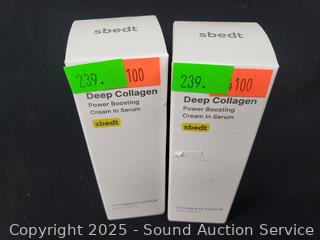 sbedt
239.
100
Deep Collagen
Power Boosting
Cream In Serum
sbedt
sbedt
239.
100
Deep Collagen
Power Boosting
Cream In Serum
sbedt
Copyright 2025 - Sound Auction Service